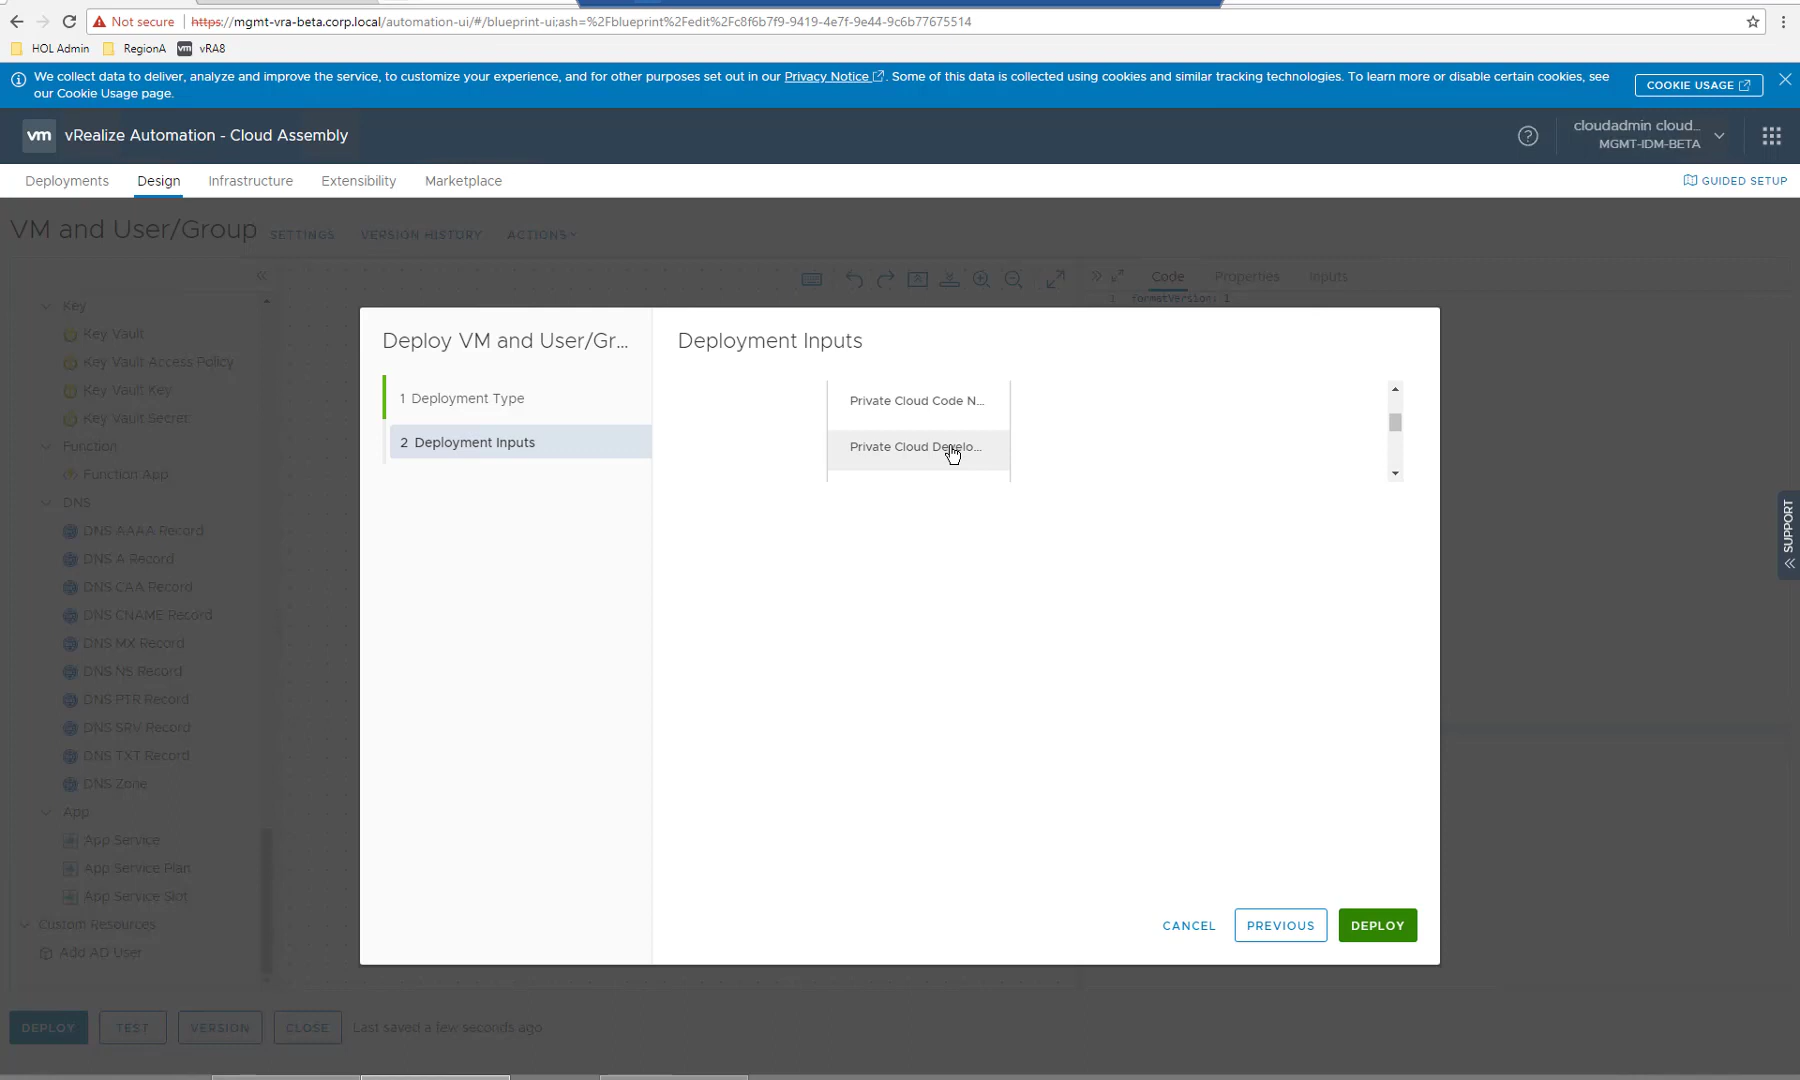 Not secure | https://mgmt-vra-beta.corp.local/automation-ui/#/blueprint-ui;ash=%2Fblueprint%2Fedit%2Fc8f6b7f9-9419-4e7f-9e44-9c6b77675514
HOL Admin RegionA vm vRA8
We collect data to deliver, analyze and improve the service, to customize your experience, and for other purposes set out in our Privacy Notice. Some of this data is collected using cookies and similar tracking technologies. To learn more or disable certain cookies, see
our Cookie Usage page.
COOKIE USAGE
vm vRealize Automation - Cloud Assembly
cloudadmin cloud...
MGMT-IDM-BETA
Deployments Design Infrastructure Extensibility Marketplace
GUIDED SETUP
VM and User/Group SETTINGS VERSION HISTORY ACTIONS
Code Properties Inputs
1 formatVersion: 1
Key
Key Vault
Key Vault Access Policy
Key Vault Key
Key Vault Secret
Function
Function App
DNS
DNS AAAA Record
DNS A Record
DNS CAA Record
DNS CNAME Record
DNS MX Record
DNS NS Record
DNS PTR Record
DNS SRV Record
DNS TXT Record
DNS Zone
App
App Service
App Service Plan
App Service Slot
Custom Resources
Add AD User
Deploy VM and User/Gr...
1 Deployment Type
2 Deployment Inputs
Deployment Inputs
Private Cloud Code N...
Private Cloud Develo...
CANCEL PREVIOUS DEPLOY
SUPPORT
DEPLOY TEST VERSION CLOSE Last saved a few seconds ago